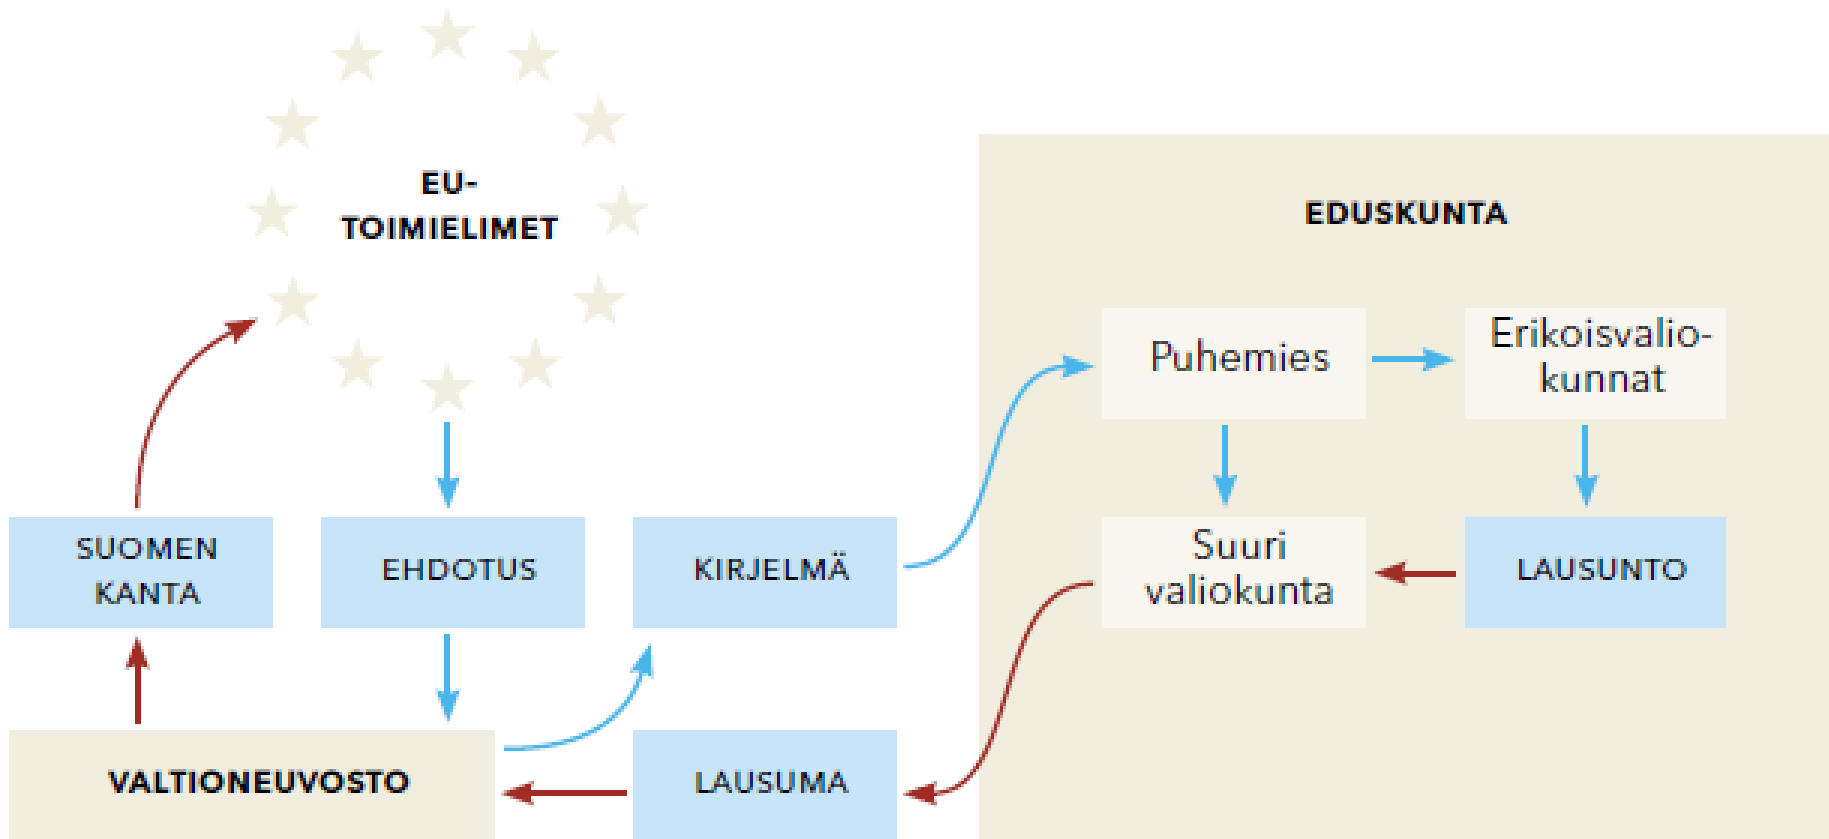 EU-
TOIMIELIMET
EDUSKUNTA
Puhemies
Erikoisvalio-
kunnat
SUOMEN
KANTA
EHDOTUS
KIRJELMÄ
Suuri
valiokunta
LAUSUNTO
VALTIONEUVOSTO
LAUSUMA